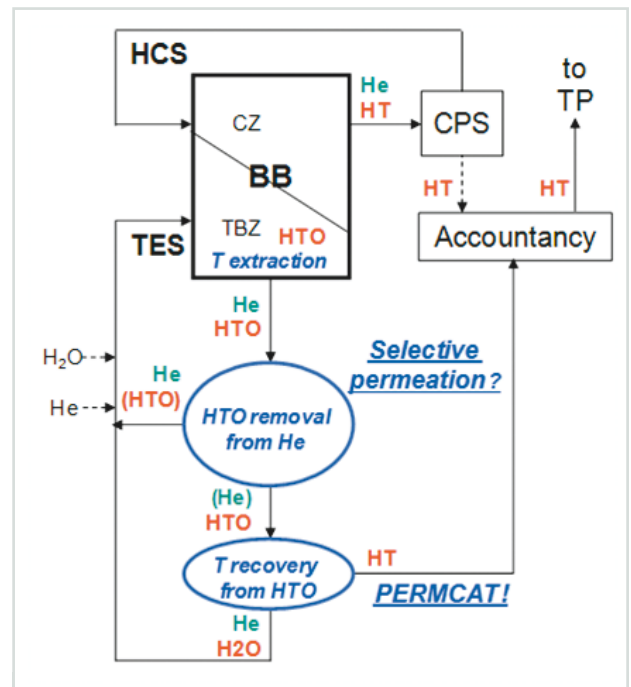 HCS
to
TP
He
HT
CZ
CPS
BB
HT
HT
TBZ
HTO
TES
T extraction
Accountancy
He
HTO
H₂O
Selective
permeation?
He
(HTO)
He
HTO removal
from He
(He)
HTO
T recovery
from HTO
HT
PERMCAT!
He
H2O